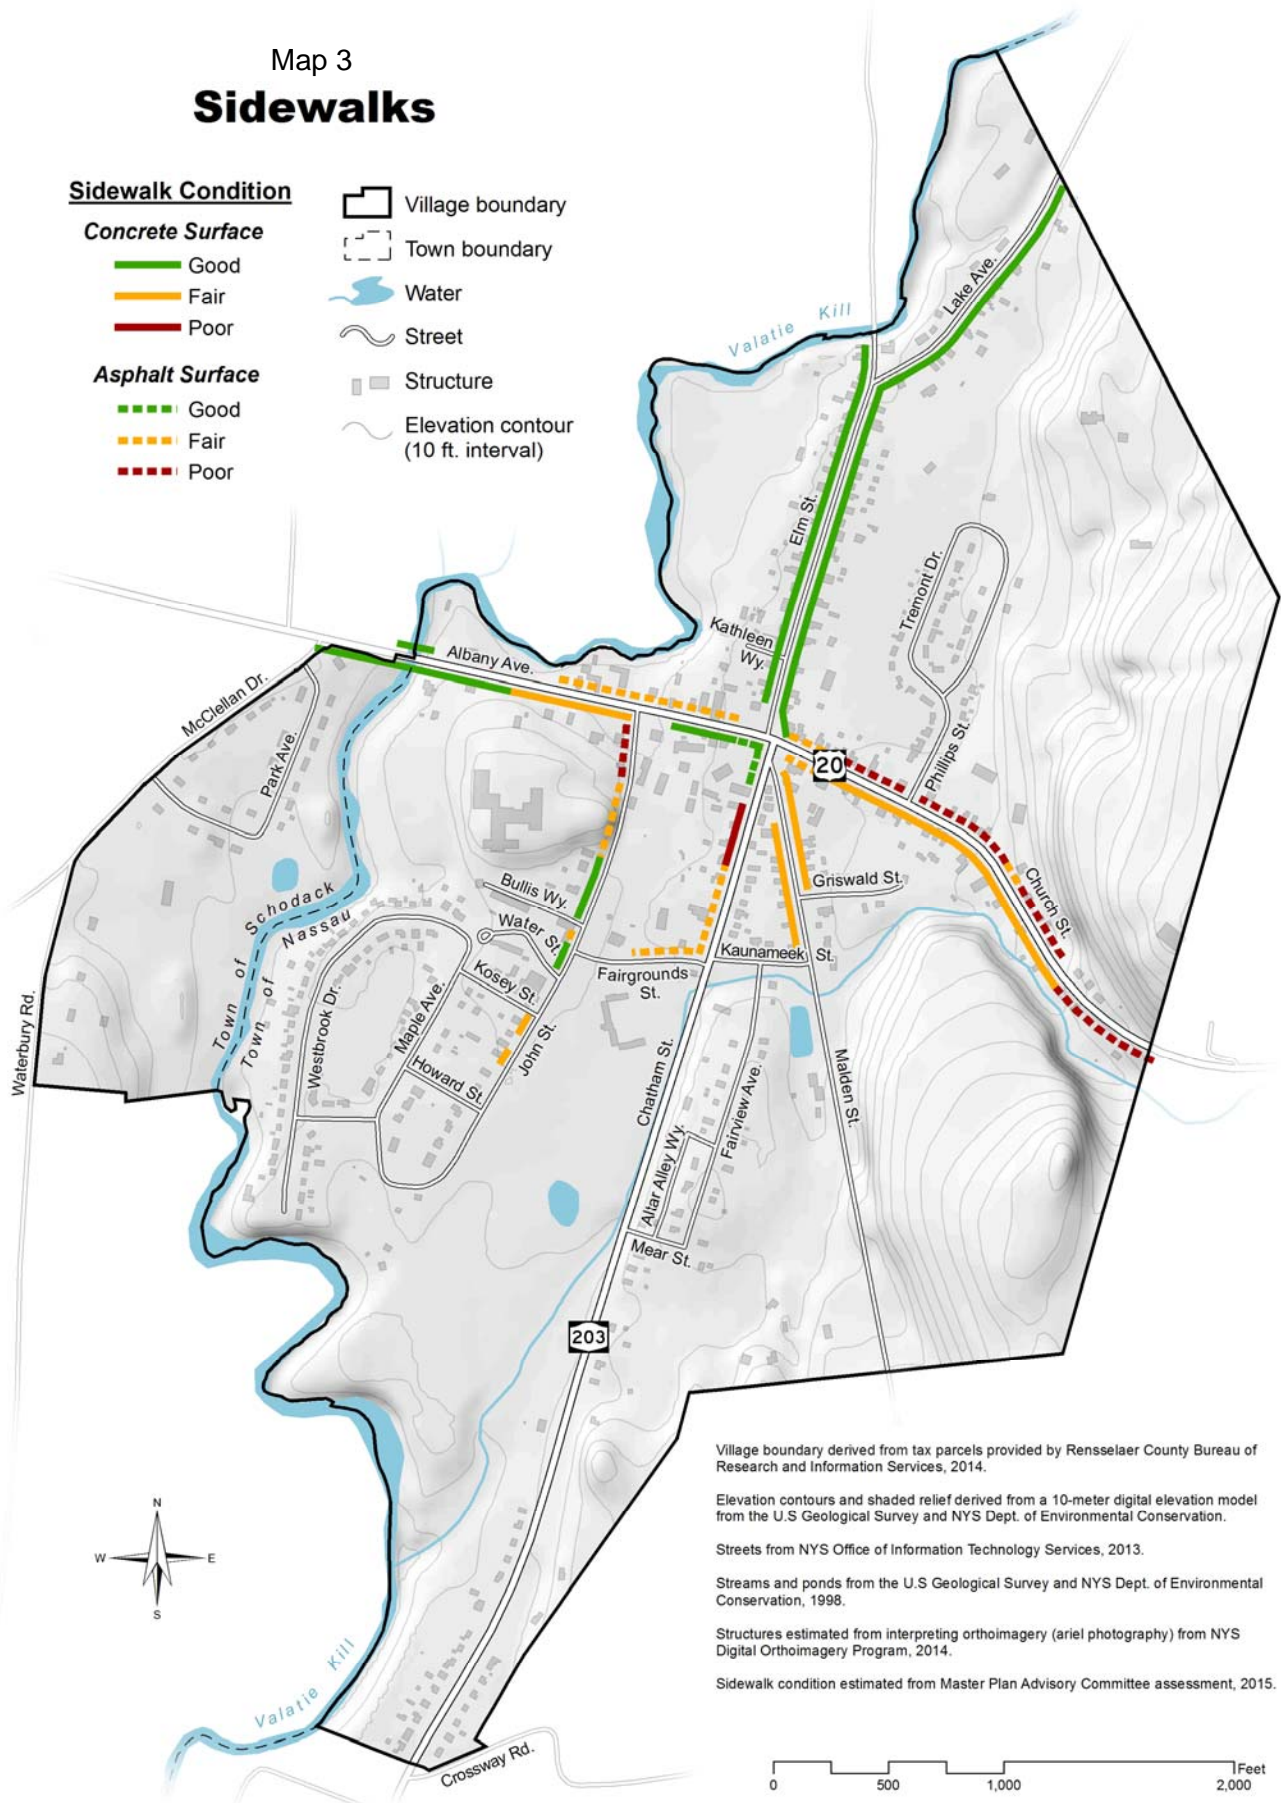 Map 3
Sidewalks
Sidewalk Condition
Concrete Surface
Good
Fair
Poor
Asphalt Surface
Good
Fair
Poor
Village boundary
Town boundary
Water
Street
Structure
Elevation contour
(10 ft. interval)
Valatie Kill
Lake Ave.
Elm St.
Tremont Dr.
Kathleen
Wy.
Albany Ave.
McClellan Dr.
Park Ave.
20
Phillips St.
Church St.
Griswald St.
Bullis Wy.
Water St.
Schodack
Nassau
Town of
Town of
Kaunameek St.
Fairgrounds
St.
Kosey St.
Maple Ave.
Westbrook Dr.
Howard St.
John St.
Waterbury Rd.
Chatham St.
Malden St.
Fairview Ave.
Altar Alley Wy.
Mear St.
203
Village boundary derived from tax parcels provided by Rensselaer County Bureau of
Research and Information Services, 2014.
Elevation contours and shaded relief derived from a 10-meter digital elevation model
from the U.S Geological Survey and NYS Dept. of Environmental Conservation.
Streets from NYS Office of Information Technology Services, 2013.
Streams and ponds from the U.S Geological Survey and NYS Dept. of Environmental
Conservation, 1998.
Structures estimated from interpreting orthoimagery (ariel photography) from NYS
Digital Orthoimagery Program, 2014.
Sidewalk condition estimated from Master Plan Advisory Committee assessment, 2015.
N
W E
S
Valatie Kill
Crossway Rd.
Feet
0 500 1,000 2,000